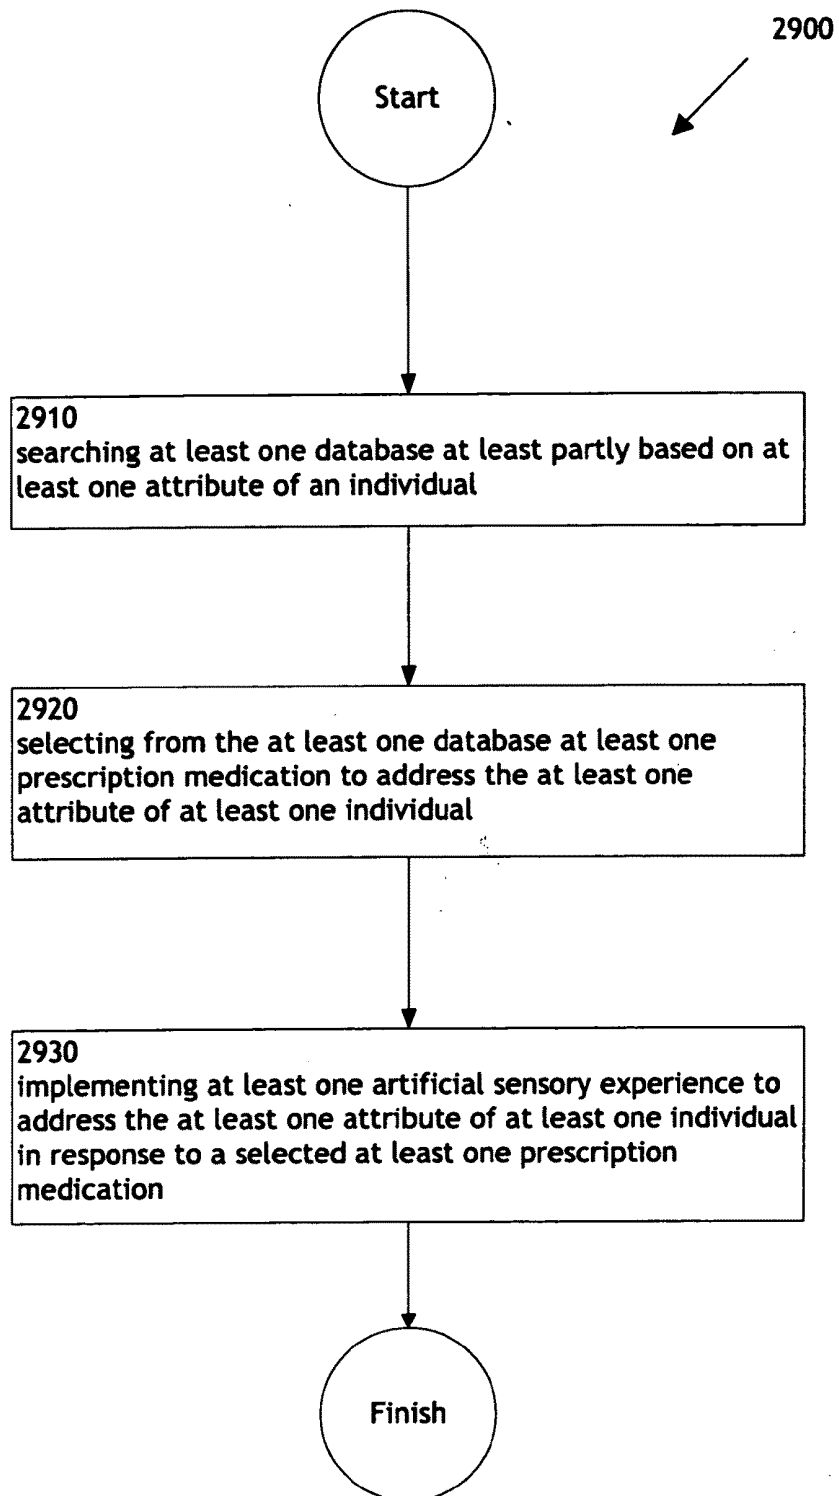 2900
Start
2910
searching at least one database at least partly based on at
least one attribute of an individual
2920
selecting from the at least one database at least one
prescription medication to address the at least one
attribute of at least one individual
2930
implementing at least one artificial sensory experience to
address the at least one attribute of at least one individual
in response to a selected at least one prescription
medication
Finish